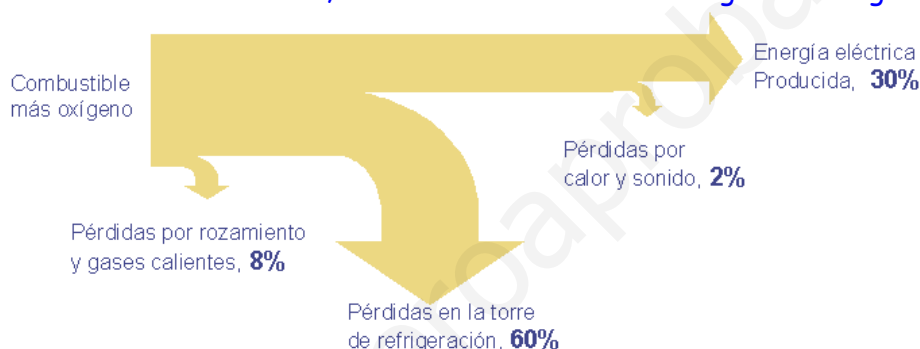 Energía eléctrica
Producida, 30%
Combustible
más oxígeno
Pérdidas por
calor y sonido, 2%
Pérdidas por rozamiento
y gases calientes, 8%
Pérdidas en la torre
de refrigeración, 60%